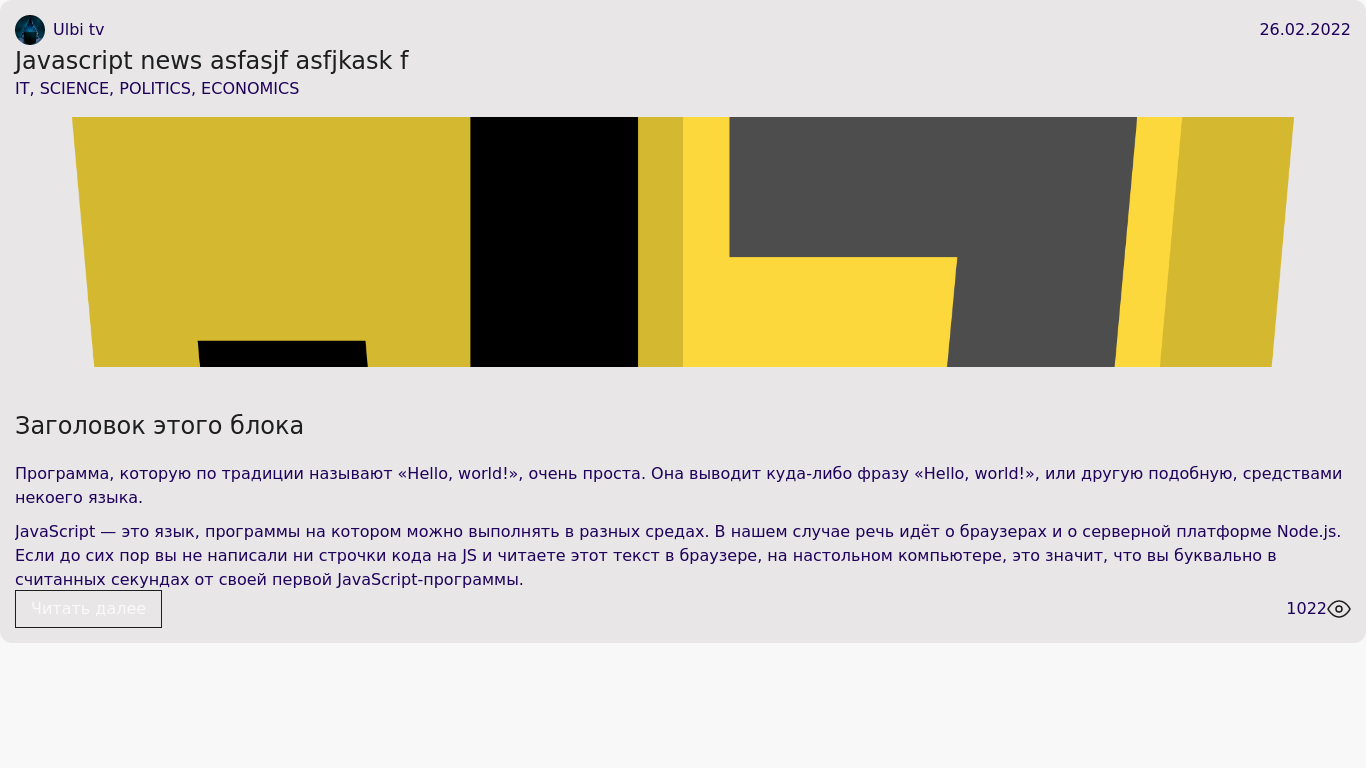 Ulbi tv
26.02.2022
Javascript news asfasjf asfjkask f
IT, SCIENCE, POLITICS, ECONOMICS
Заголовок этого блока
Программа, которую по традиции называют «Hello, world!», очень проста. Она выводит куда-либо фразу «Hello, world!», или другую подобную, средствами
некоего языка.
JavaScript — это язык, программы на котором можно выполнять в разных средах. В нашем случае речь идёт о браузерах и о серверной платформе Node.js.
Если до сих пор вы не написали ни строчки кода на JS и читаете этот текст в браузере, на настольном компьютере, это значит, что вы буквально в
считанных секундах от своей первой JavaScript-программы.
Читать далее
1022